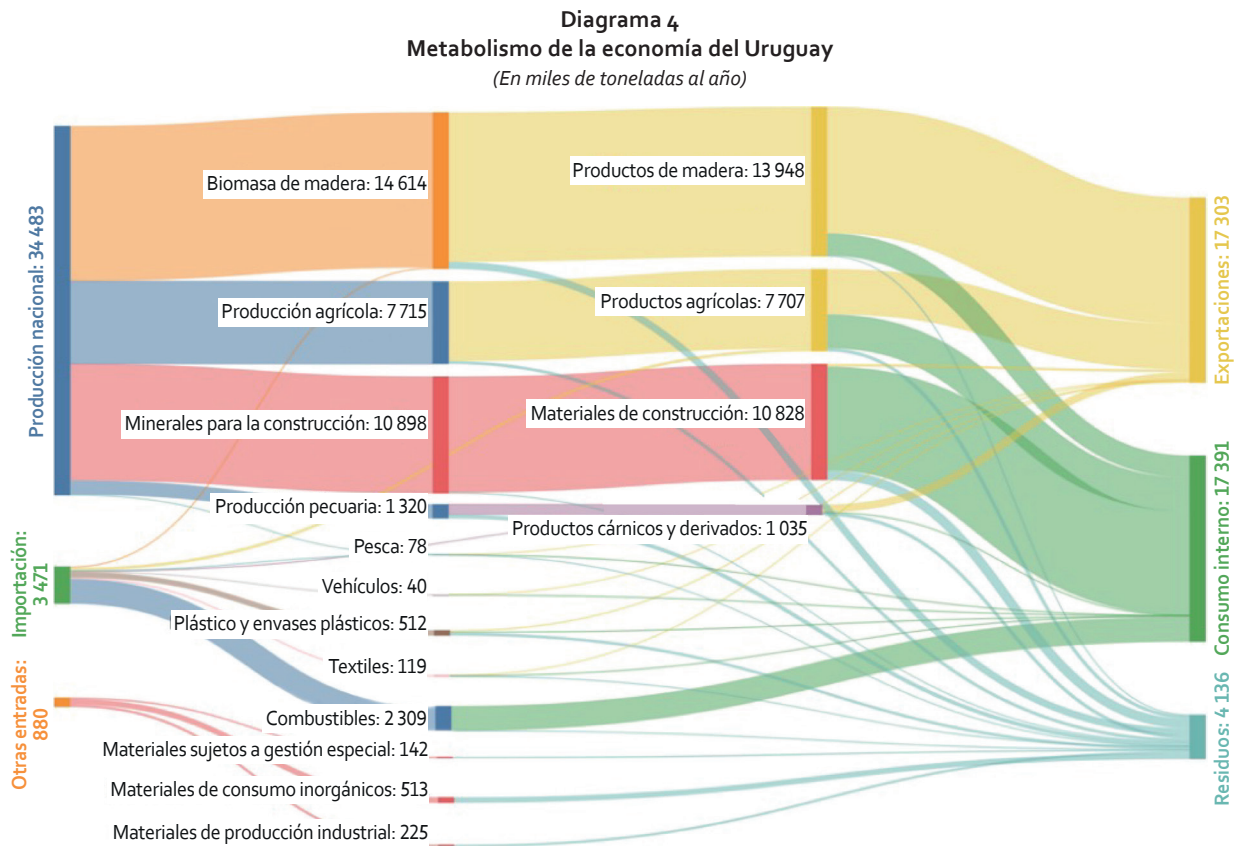 Diagrama 4
Metabolismo de la economía del Uruguay
(En miles de toneladas al año)
Producción nacional: 34 483
Importación:
3 471
Otras entradas:
880
Biomasa de madera: 14 614
Producción agrícola: 7 715
Minerales para la construcción: 10 898
Producción pecuaria: 1 320
Pesca: 78
Vehículos: 40
Plástico y envases plásticos: 512
Textiles: 119
Combustibles: 2 309
Materiales sujetos a gestión especial: 142
Materiales de consumo inorgánicos: 513
Materiales de producción industrial: 225
Productos de madera: 13 948
Productos agrícolas: 7 707
Materiales de construcción: 10 828
Productos cárnicos y derivados: 1 035
Exportaciones: 17 303
Consumo interno: 17 391
Residuos: 4 136